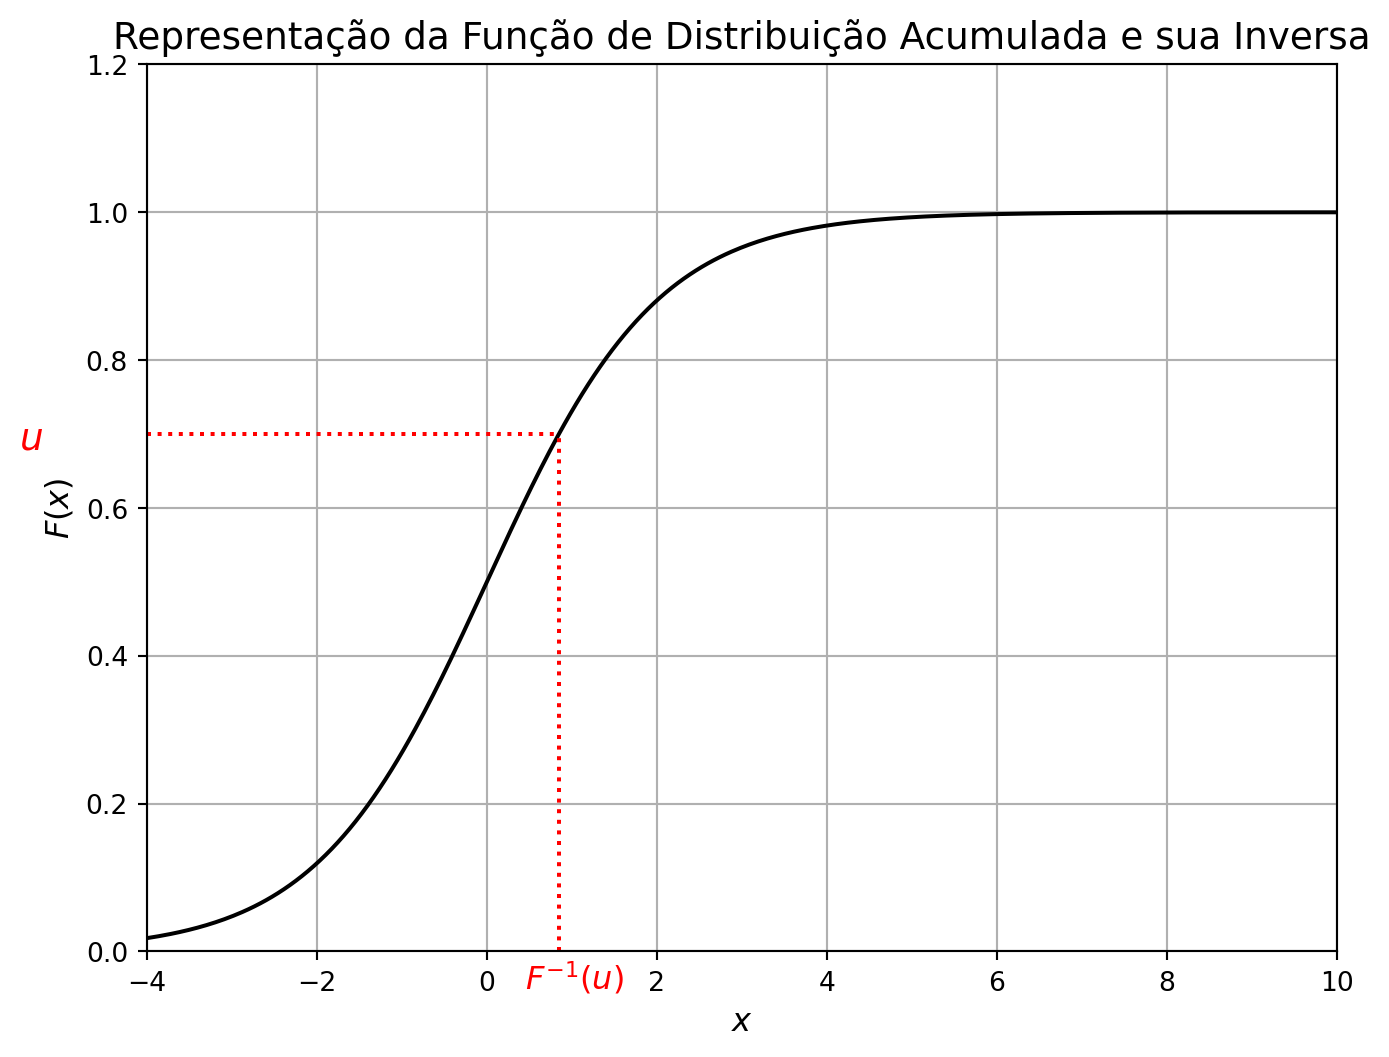 Representação da Função de Distribuição Acumulada e sua Inversa
1.2
1.0
0.8
u
F(x)
0.6
0.4
0.2
0.0
−4 −2 0 F⁻¹(u) 2 4 6 8 10
x